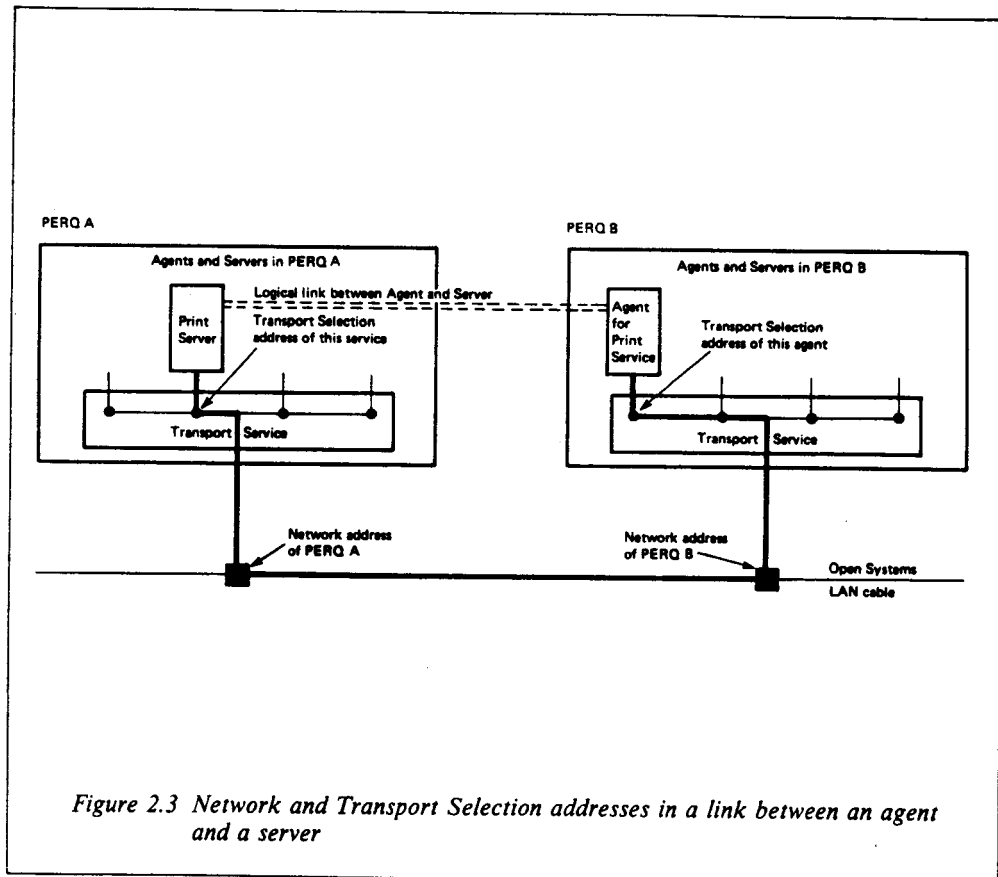 PERQ A
Agents and Servers in PERQ A
Logical link between Agent and Server
Print
Server
Transport Selection
address of this service
Transport Service
Network address
of PERQ A
PERQ B
Agents and Servers in PERQ B
Agent
for
Print
Service
Transport Selection
address of this agent
Transport Service
Network address
of PERQ B
Open Systems
LAN cable
Figure 2.3 Network and Transport Selection addresses in a link between an agent
and a server